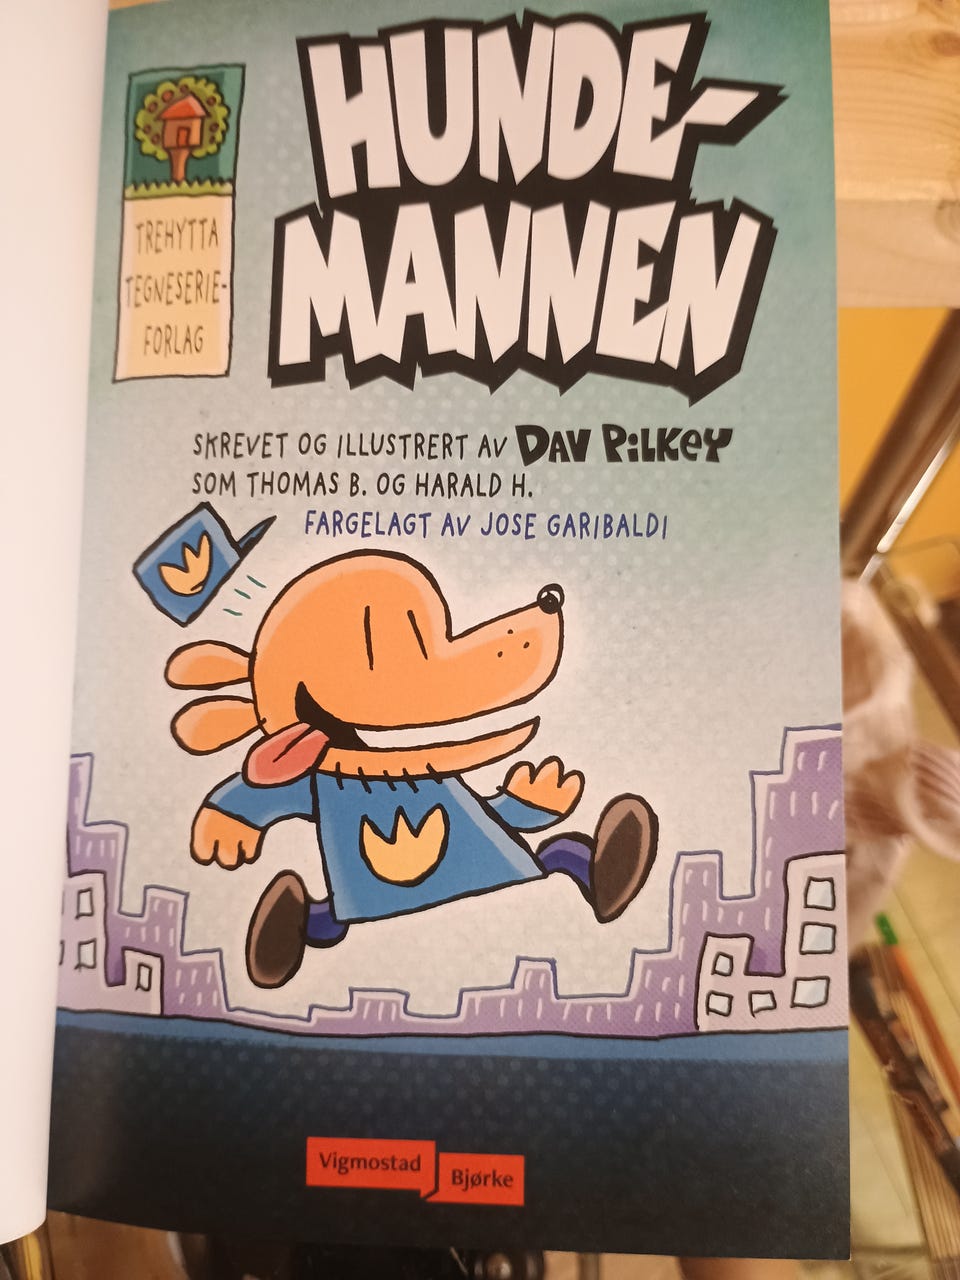 HUNDE-
MANNEN
TREHYTTA
TEGNESERIE-
FORLAG
SKREVET OG ILLUSTRERT AV DAV PILKEY
SOM THOMAS B. OG HARALD H.
FARGELAGT AV JOSE GARIBALDI
Vigmostad
Bjørke